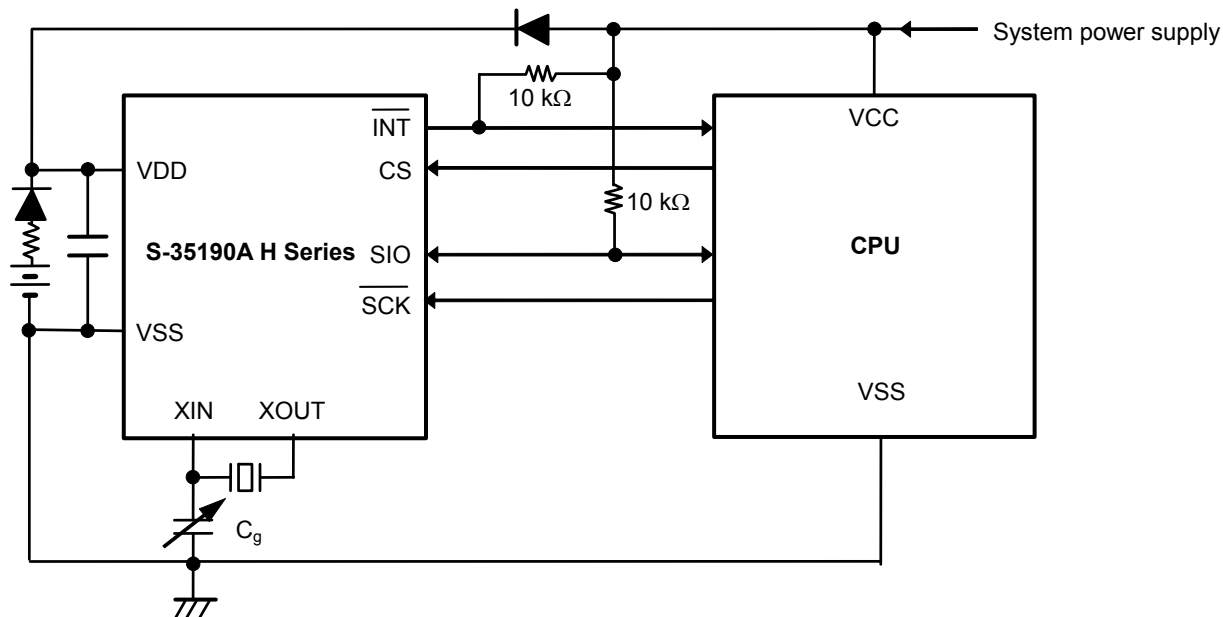 System power supply
10 kΩ
INT
VCC
VDD
CS
10 kΩ
S-35190A H Series
SIO
CPU
SCK
VSS
XIN
XOUT
VSS
Cg